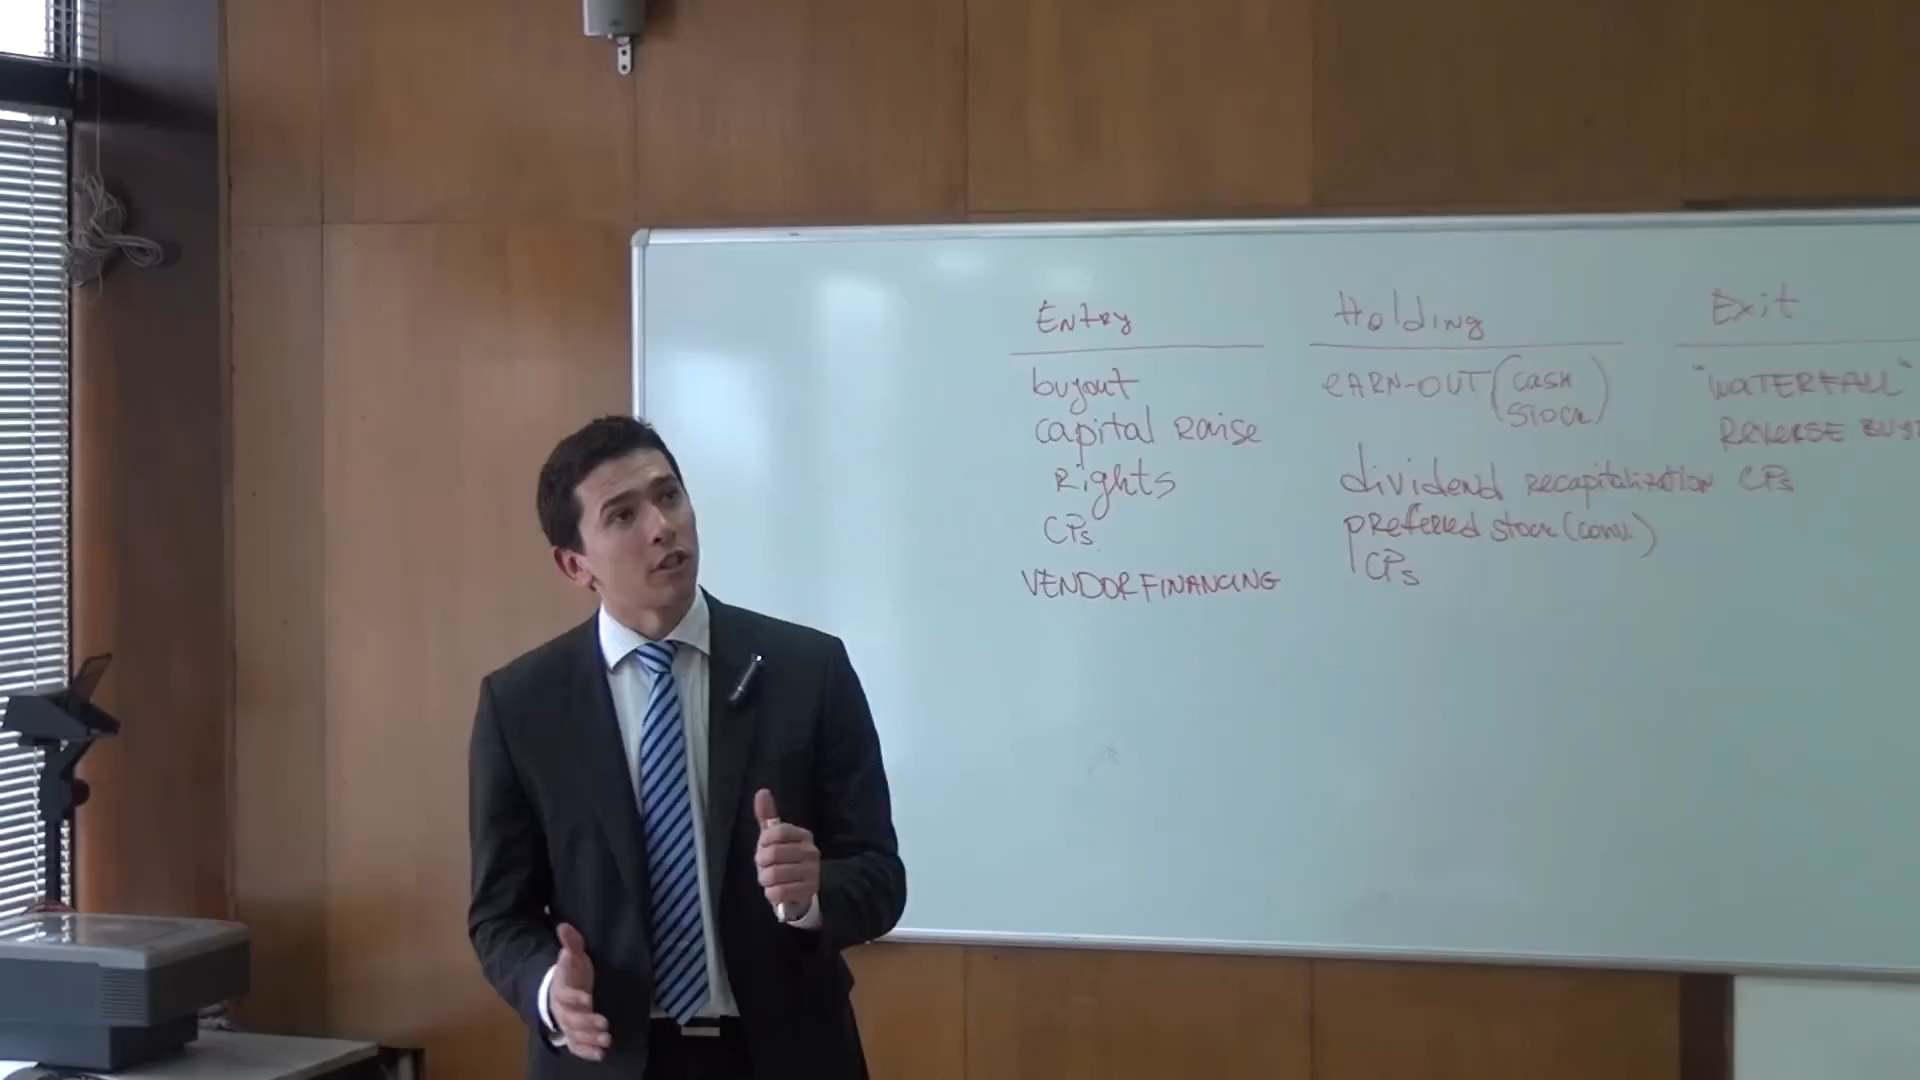 Entry
buyout
capital raise
Rights
CPs
VENDOR FINANCING
Holding
EARN-OUT (cash
stock)
dividend recapitalization
preferred stock (conv.)
CPs
Exit
"WATERFALL"
REVERSE
CPs